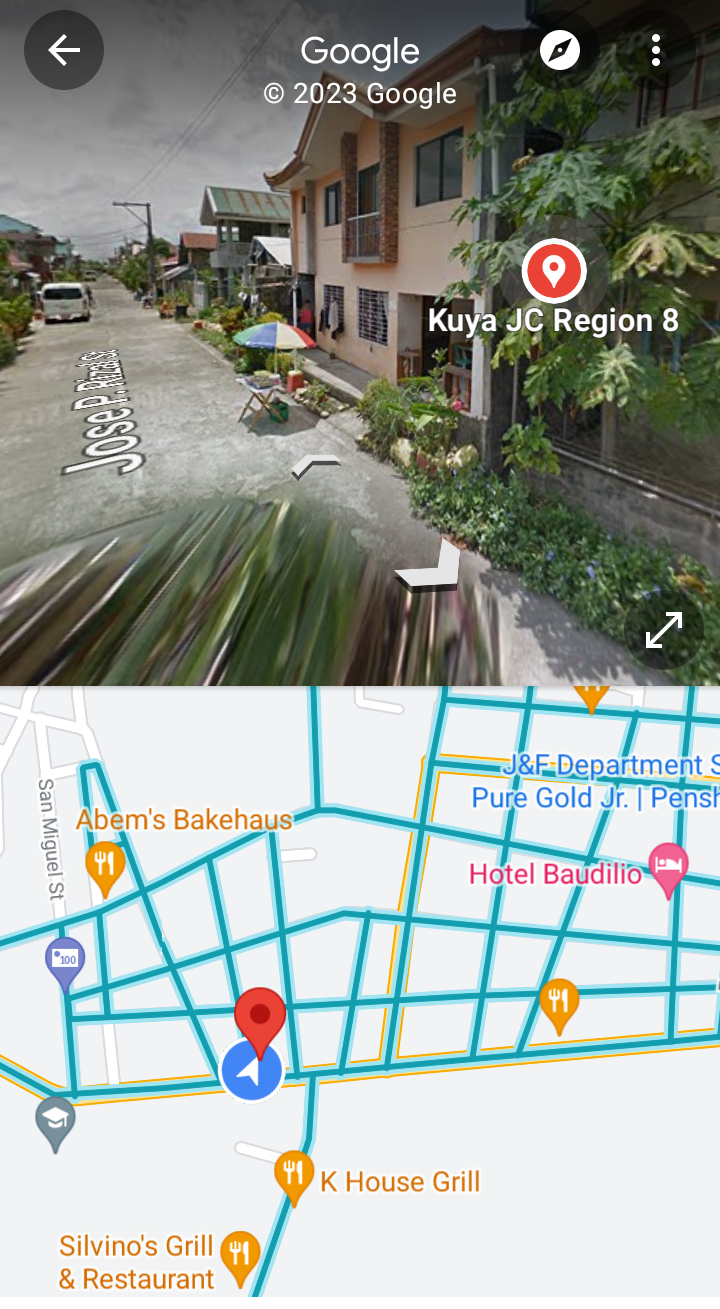 Google
© 2023 Google
Kuya JC Region 8
Jose P. Rizal St
J&F Department S
Pure Gold Jr. | Pensh
San Miguel St
Abem's Bakehaus
Hotel Baudilio
100
K House Grill
Silvino's Grill
& Restaurant